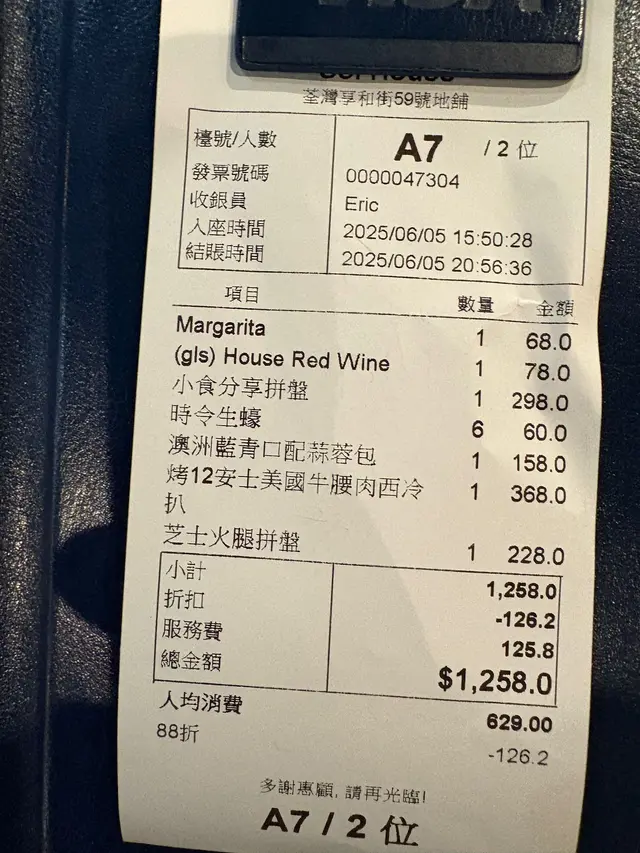 荃灣享和街59號地舖
檯號/人數 A7 / 2 位
發票號碼 0000047304
收銀員 Eric
入座時間 2025/06/05 15:50:28
結賬時間 2025/06/05 20:56:36
項目 數量 金額
Margarita 1 68.0
(gls) House Red Wine 1 78.0
小食分享拼盤 1 298.0
時令生蠔 6 60.0
澳洲藍青口配蒜蓉包 1 158.0
烤12安士美國牛腰肉西冷 1 368.0
扒
芝士火腿拼盤 1 228.0
小計 1,258.0
折扣 -126.2
服務費 125.8
總金額 $1,258.0
人均消費 629.00
88折 -126.2
多謝惠顧, 請再光臨!
A7 / 2 位